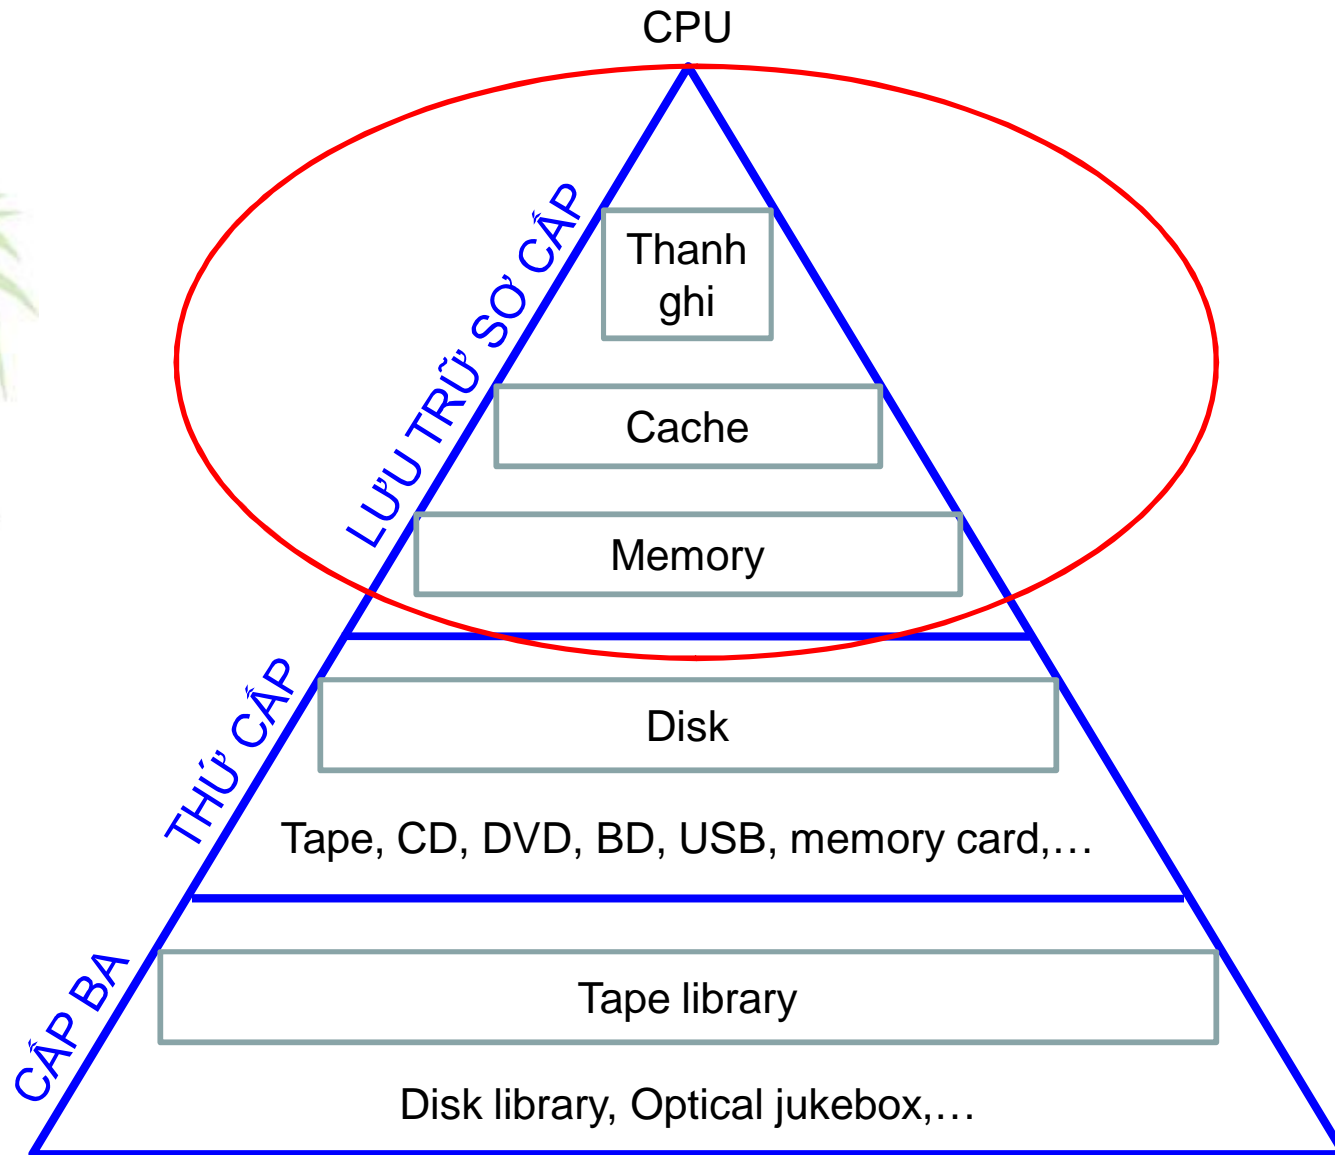 CPU
LƯU TRỮ SƠ CẤP
Thanh
ghi
Cache
Memory
THỨ CẤP
Disk
Tape, CD, DVD, BD, USB, memory card,…
CẤP BA
Tape library
Disk library, Optical jukebox,…